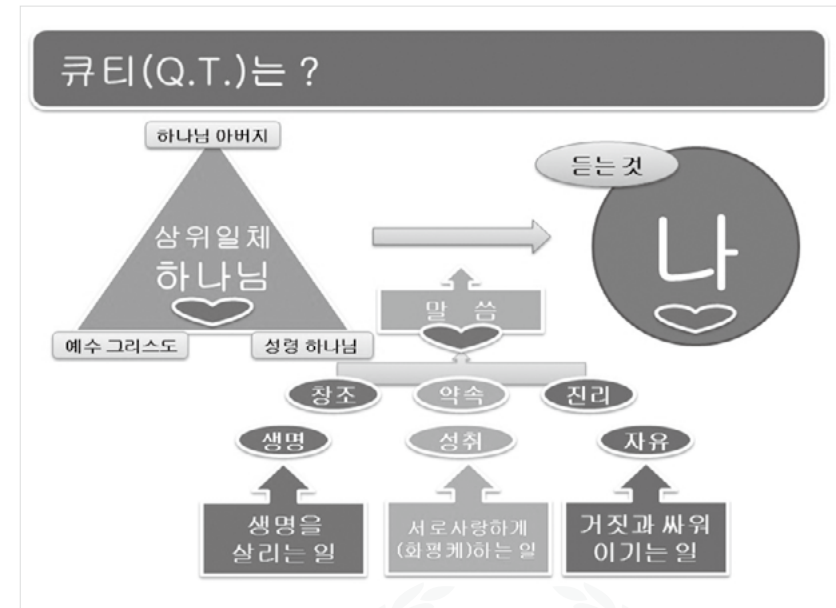 큐티(Q.T.)는 ?
하나님 아버지
듣는 것
삼위일체
하나님
나
말 씀
예수 그리스도
성령 하나님
창조
약속
진리
생명
성취
자유
생명을
살리는 일
서로사랑하게
(화평케)하는 일
거짓과 싸워
이기는 일